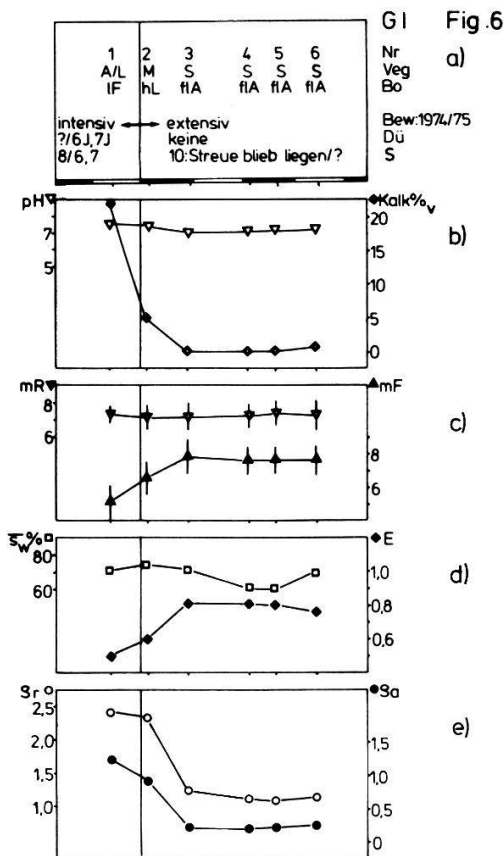 G I Fig.6
1 2 3 4 5 6 Nr a)
A/L M S S S S Veg
lF hL flA flA flA flA Bo
intensiv ↔ extensiv Bew:1974/75
?/6J,7J keine Dü
8/6,7 10:Streue blieb liegen/? S
pH Kalk%v
20
7 15
5 10
5
0
b)
mR mF
8
6
8
6
c)
s̅w% E
80
60
1,0
0,8
0,6
d)
Sr Sa
2,5
2,0
1,5
1,0
1,5
1,0
0,5
0
e)